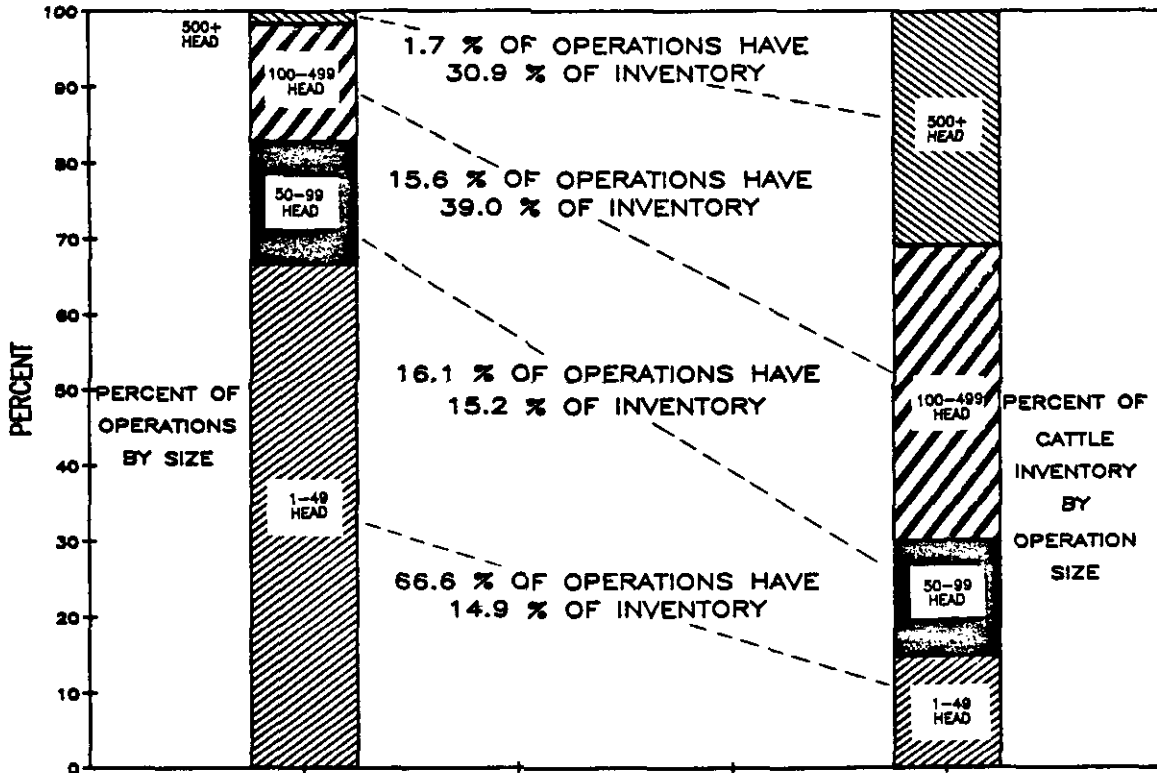 100
90
80
70
60
50
40
30
20
10
0
PERCENT
500+
HEAD
100-499
HEAD
50-99
HEAD
1-49
HEAD
PERCENT OF
OPERATIONS
BY SIZE
1.7 % OF OPERATIONS HAVE
30.9 % OF INVENTORY
15.6 % OF OPERATIONS HAVE
39.0 % OF INVENTORY
16.1 % OF OPERATIONS HAVE
15.2 % OF INVENTORY
66.6 % OF OPERATIONS HAVE
14.9 % OF INVENTORY
500+
HEAD
100-499
HEAD
50-99
HEAD
1-49
HEAD
PERCENT OF
CATTLE
INVENTORY
BY
OPERATION
SIZE